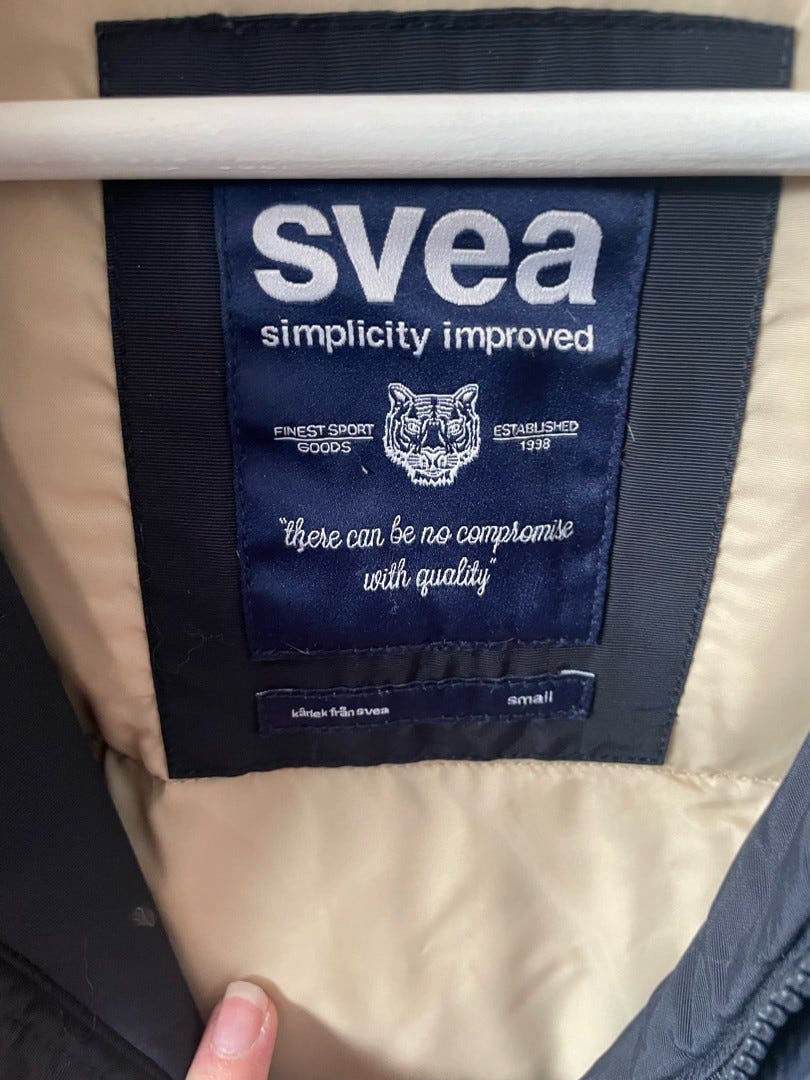 svea
simplicity improved
FINEST SPORT
GOODS
ESTABLISHED
1998
"there can be no compromise
with quality"
kärlek från svea
small